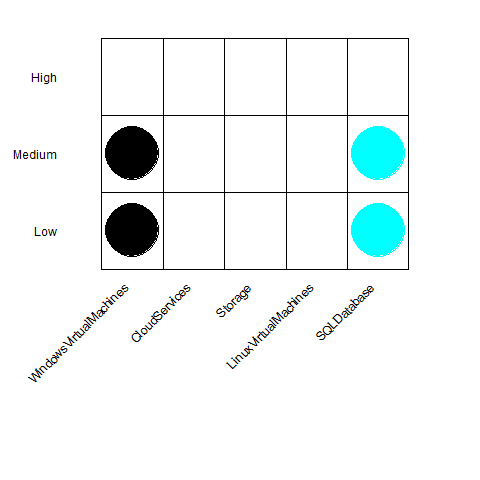 High
Medium
Low
WindowsVirtualMachines
CloudServices
Storage
LinuxVirtualMachines
SQLDatabase